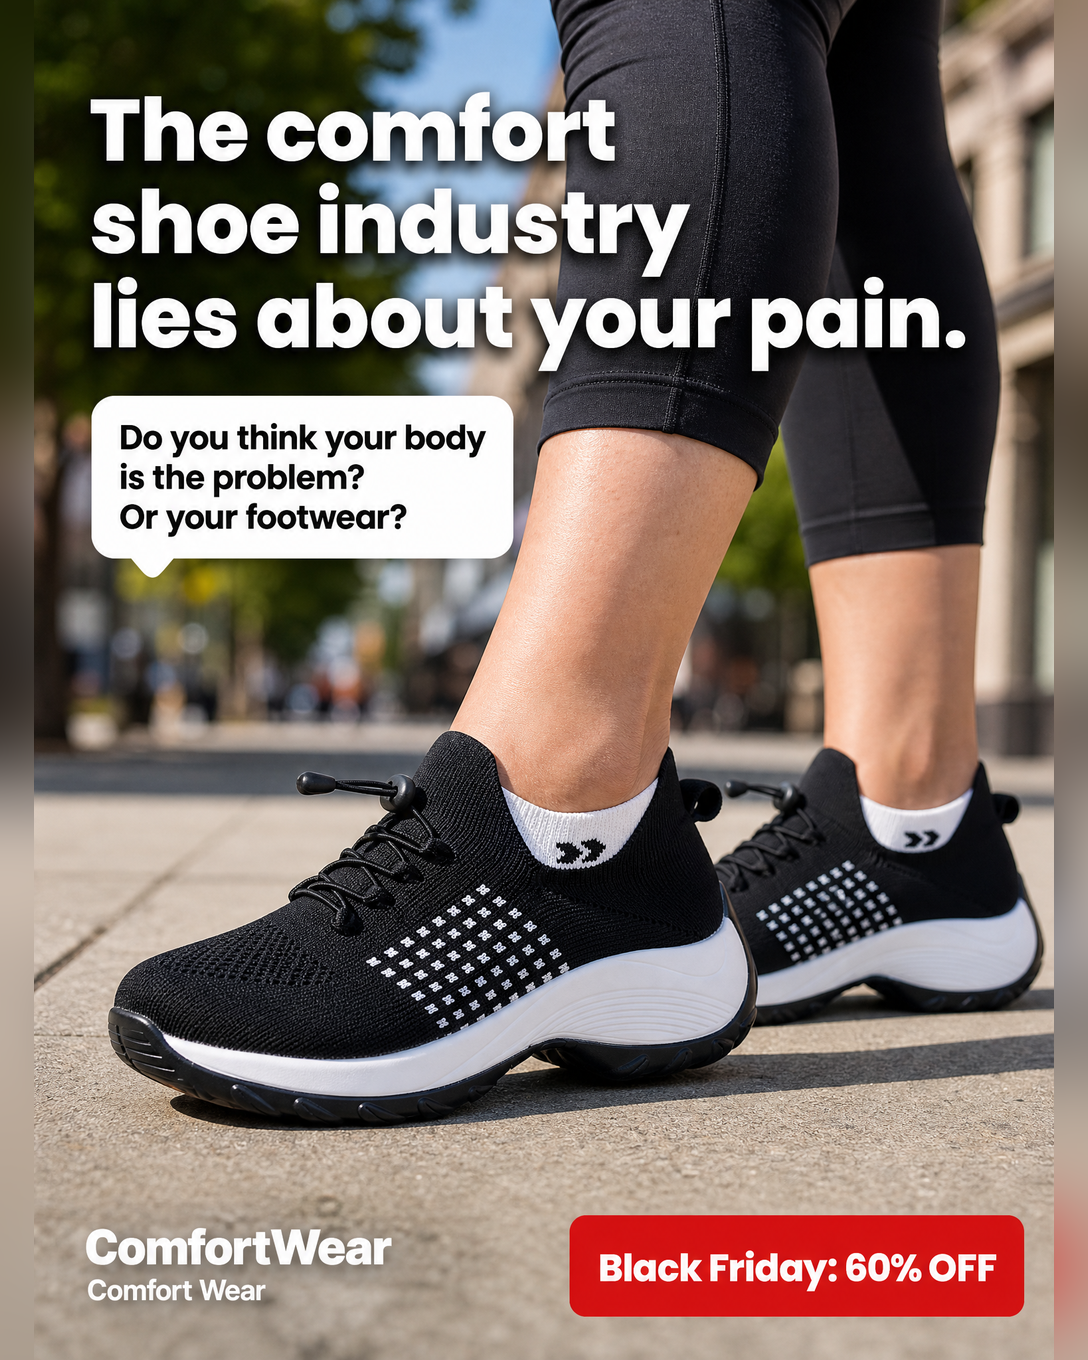 The comfort
shoe industry
lies about your pain.
Do you think your body
is the problem?
Or your footwear?
ComfortWear
Comfort Wear
Black Friday: 60% OFF